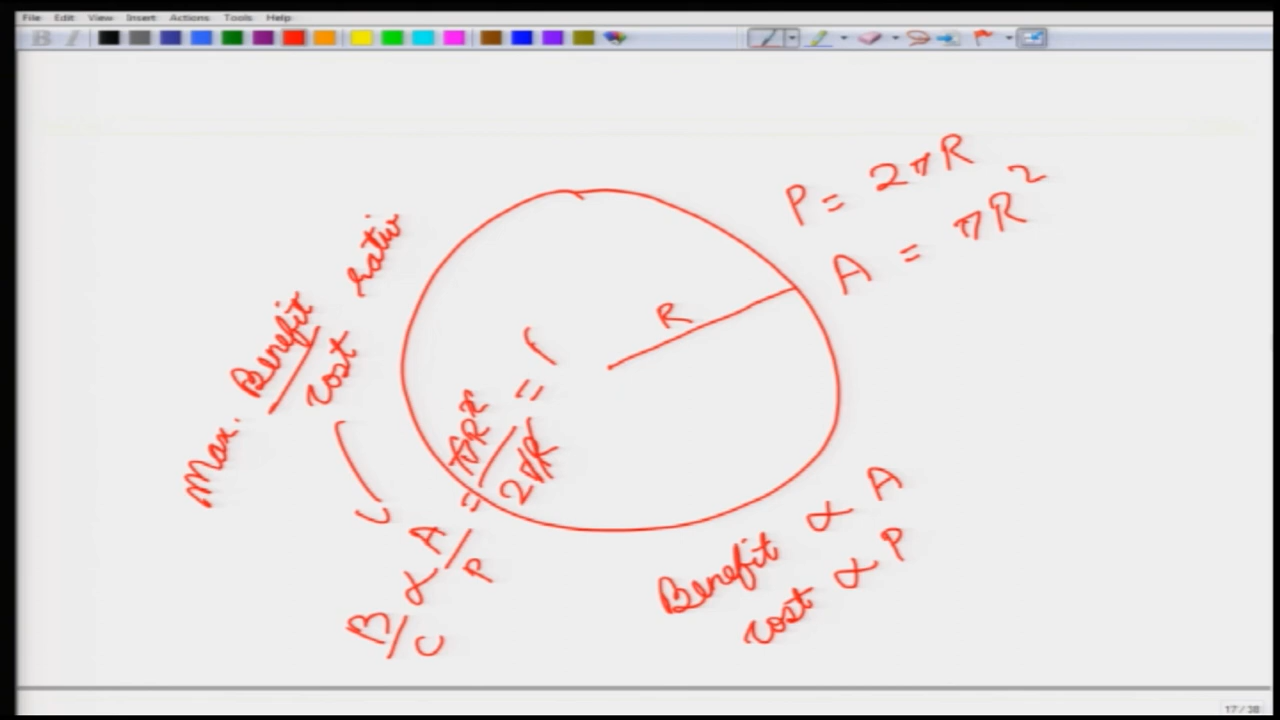 File Edit View Insert Actions Tools Help
B I
P = 2πR
A = πR²
R
Max. Benefit/cost ratio
B/C ∝ A/P = πR²/2πR =
Benefit ∝ A
cost ∝ P
17/38